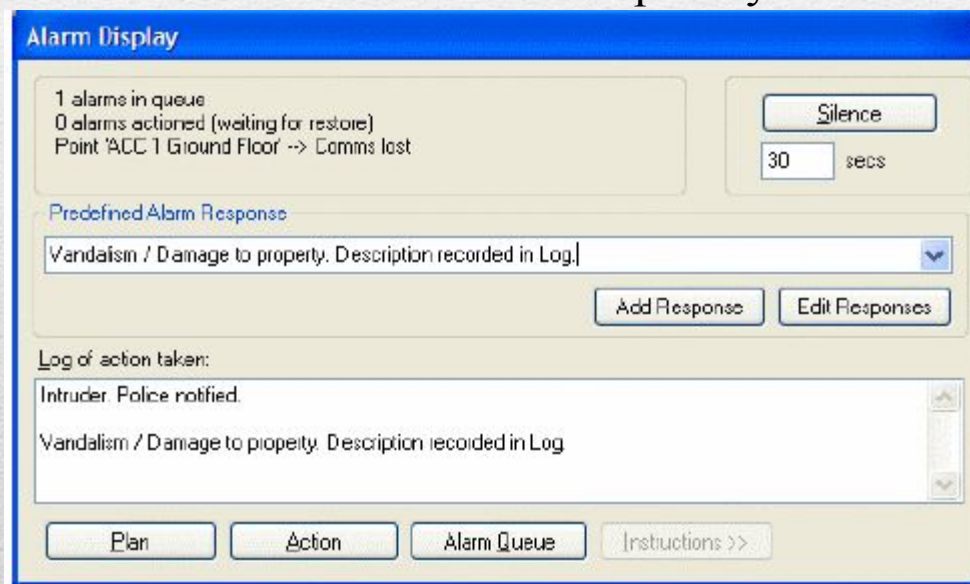 Alarm Display
1 alarms in queue
0 alarms actioned (waiting for restore)
Point 'ACC 1 Ground Floor' --> Comms lost
Silence
30 secs
Predefined Alarm Response
Vandalism / Damage to property. Description recorded in Log.
Add Response
Edit Responses
Log of action taken:
Intruder. Police notified.
Vandalism / Damage to property. Description recorded in Log.
Plan
Action
Alarm Queue
Instructions >>